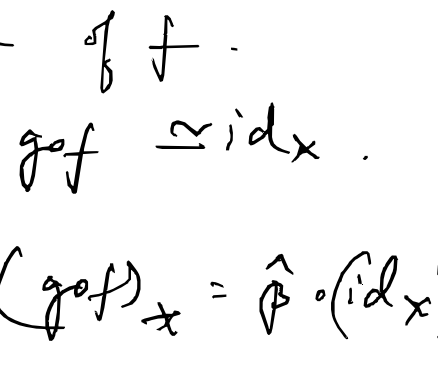 of f.
g∘f ≃ id_X.
(g∘f)_* = β̂ ∘ (id_X)